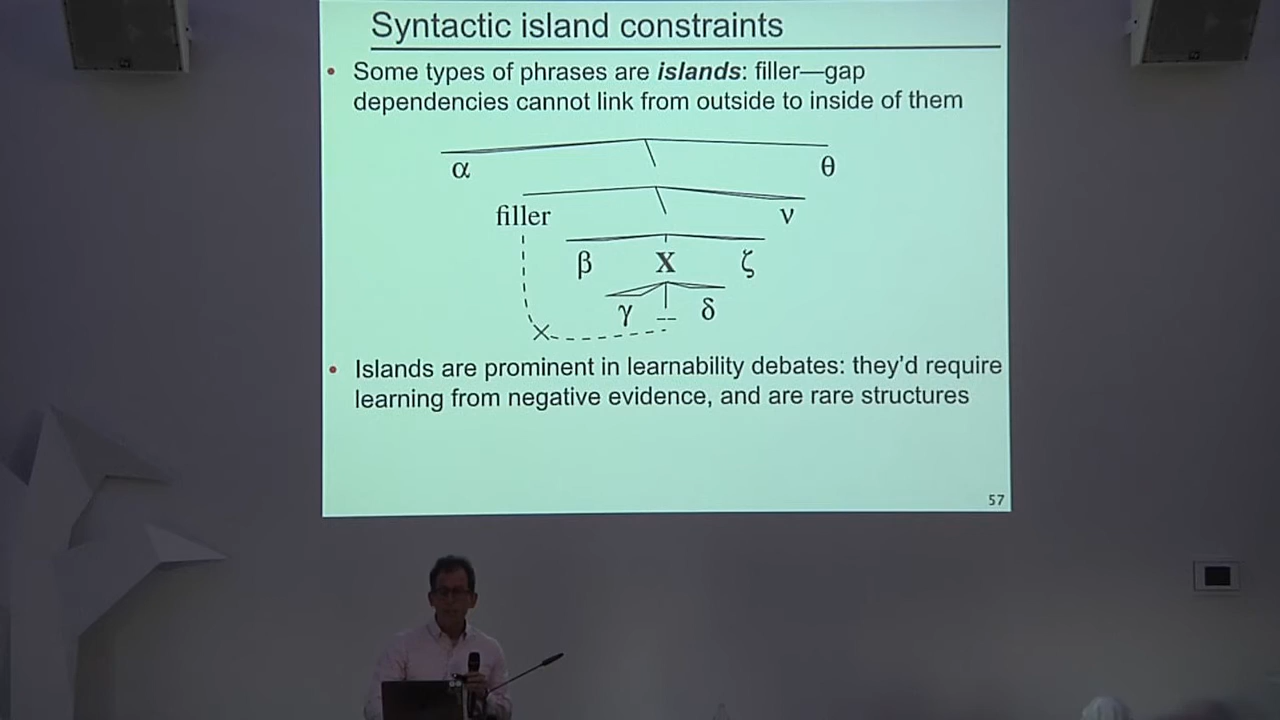 Syntactic island constraints
• Some types of phrases are islands: filler—gap
dependencies cannot link from outside to inside of them
α θ
filler ν
β X ζ
γ __ δ
• Islands are prominent in learnability debates: they'd require
learning from negative evidence, and are rare structures
57